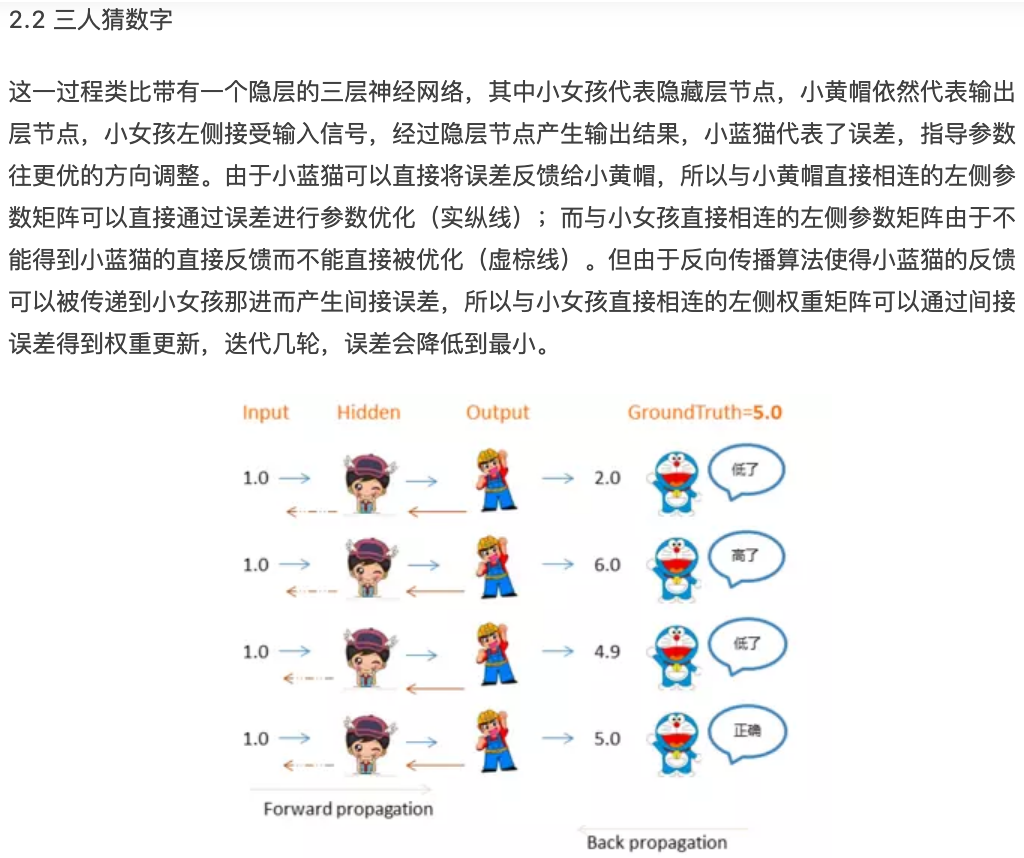 2.2 三人猜数字
这一过程类比带有一个隐层的三层神经网络，其中小女孩代表隐藏层节点，小黄帽依然代表输出
层节点，小女孩左侧接受输入信号，经过隐层节点产生输出结果，小蓝猫代表了误差，指导参数
往更优的方向调整。由于小蓝猫可以直接将误差反馈给小黄帽，所以与小黄帽直接相连的左侧参
数矩阵可以直接通过误差进行参数优化（实纵线）；而与小女孩直接相连的左侧参数矩阵由于不
能得到小蓝猫的直接反馈而不能直接被优化（虚棕线）。但由于反向传播算法使得小蓝猫的反馈
可以被传递到小女孩那进而产生间接误差，所以与小女孩直接相连的左侧权重矩阵可以通过间接
误差得到权重更新，迭代几轮，误差会降低到最小。
Input Hidden Output GroundTruth=5.0
1.0 2.0 低了
1.0 6.0 高了
1.0 4.9 低了
1.0 5.0 正确
Forward propagation
Back propagation